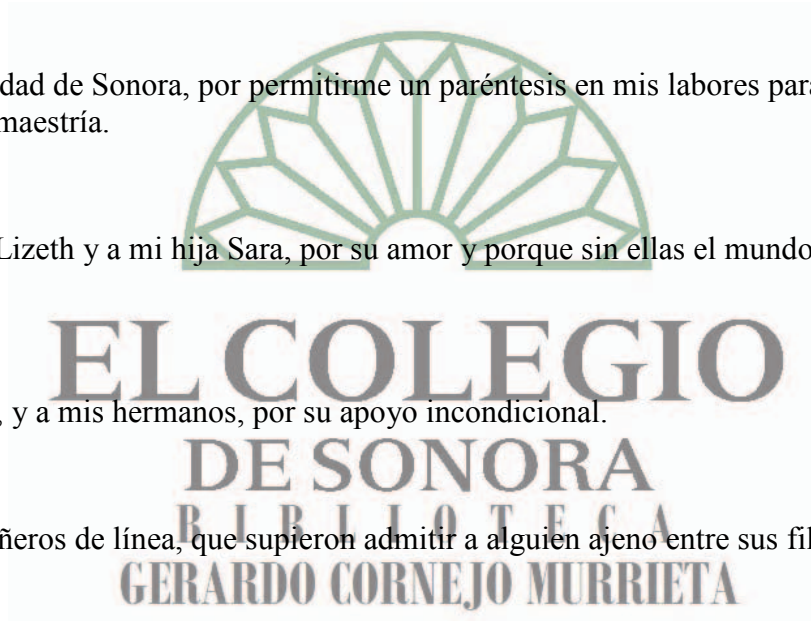 dad de Sonora, por permitirme un paréntesis en mis labores para
maestría.
Lizeth y a mi hija Sara, por su amor y porque sin ellas el mundo
EL COLEGIO
, y a mis hermanos, por su apoyo incondicional.
DE SONORA
ñeros de línea, que supieron admitir a alguien ajeno entre sus fil
BIBLIOTECA
GERARDO CORNEJO MURRIETA